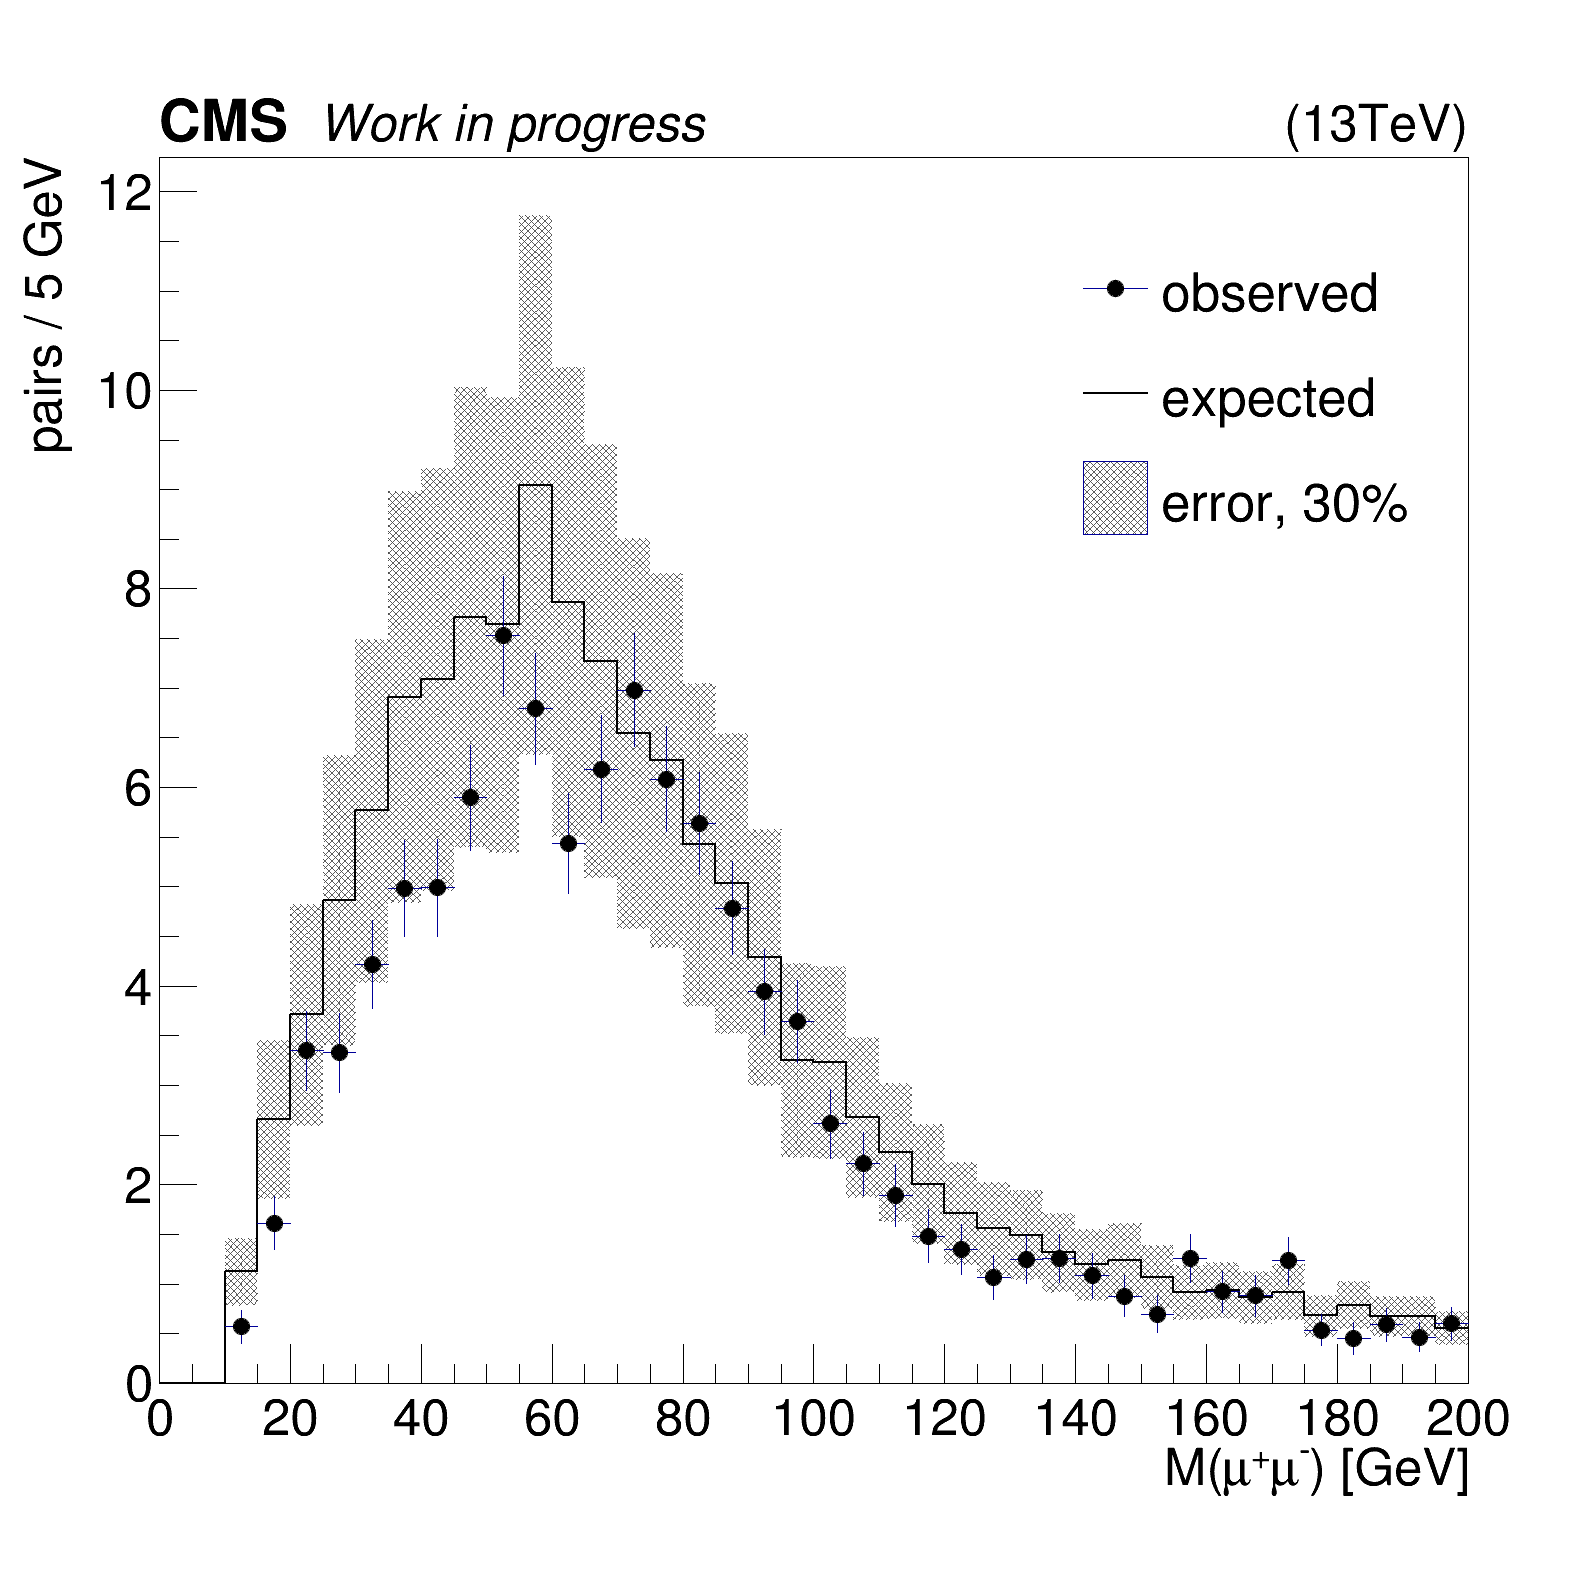 CMS Work in progress (13TeV)
pairs / 5 GeV
12
10
8
6
4
2
0
observed
expected
error, 30%
0 20 40 60 80 100 120 140 160 180 200
M(μ⁺μ⁻) [GeV]